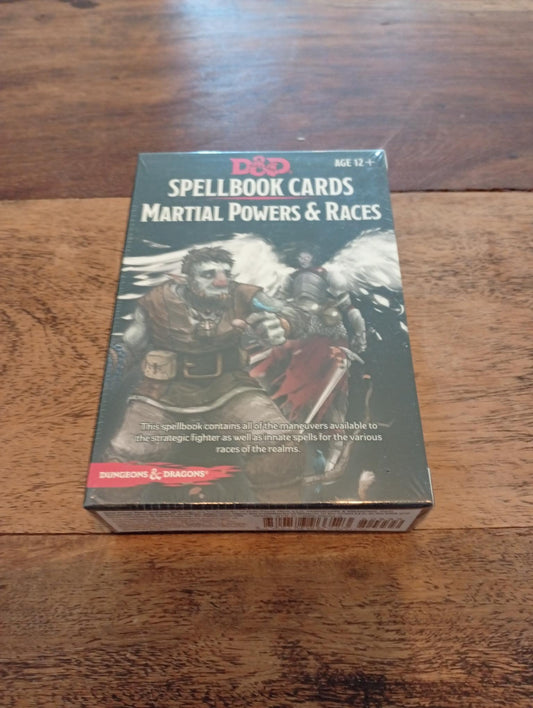 D&D
AGE 12+
SPELLBOOK CARDS
MARTIAL POWERS & RACES
This spellbook contains all of the maneuvers available to
the strategic fighter as well as innate spells for the various
races of the realms.
DUNGEONS & DRAGONS®